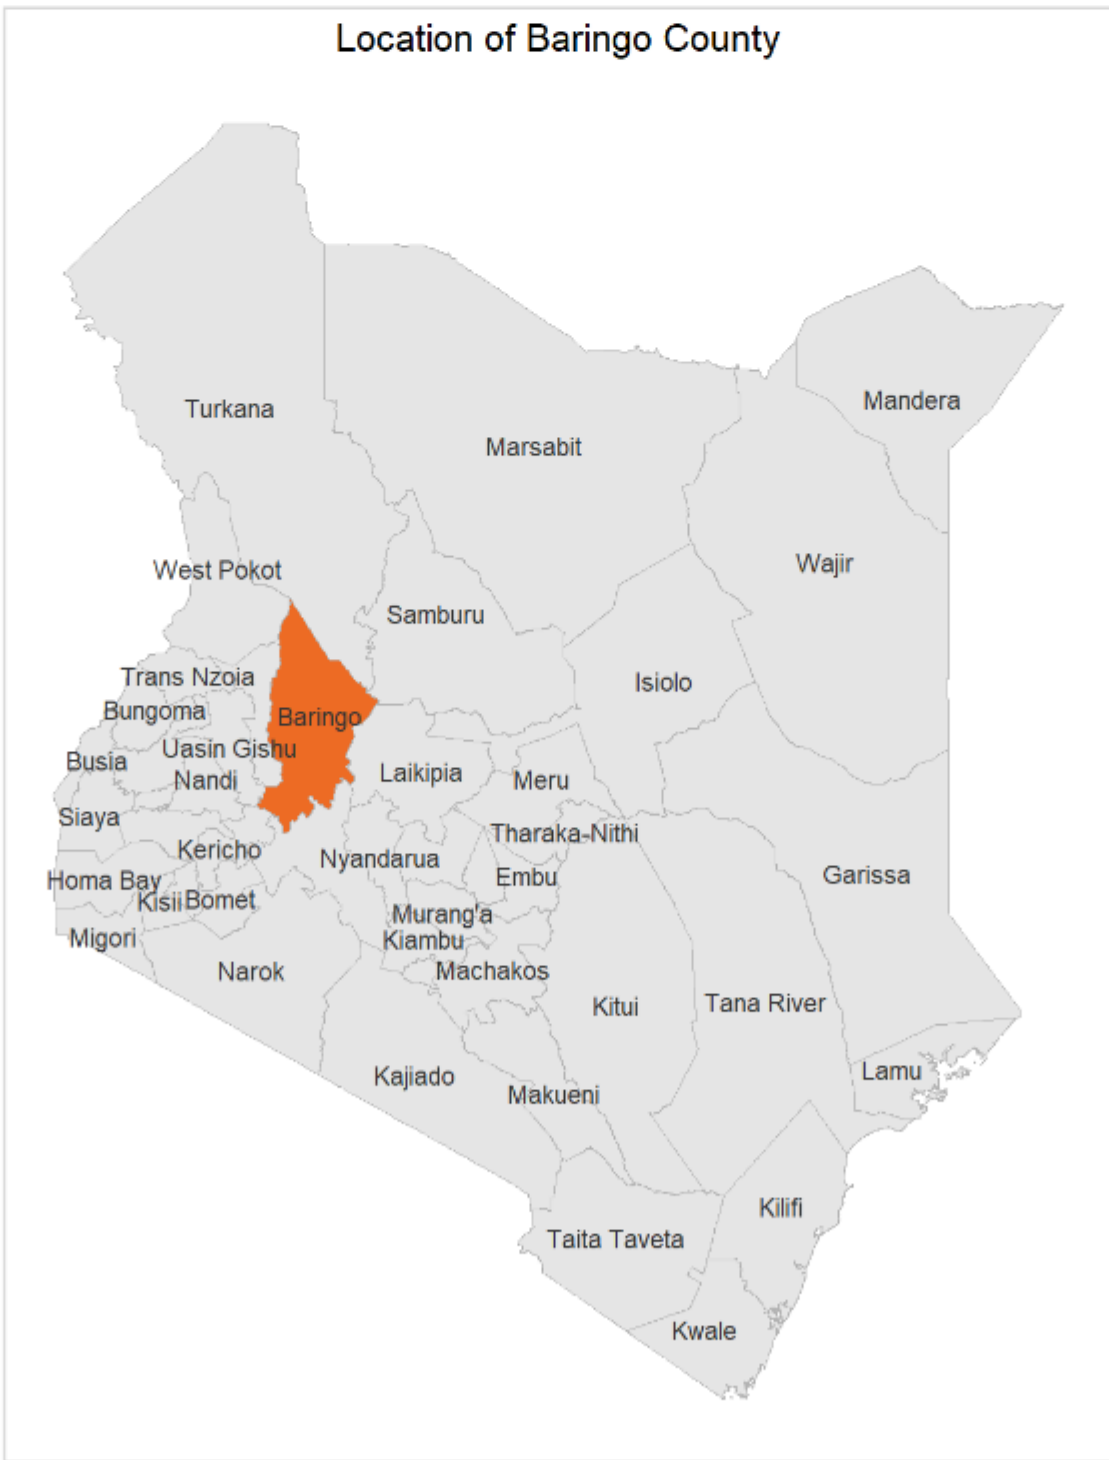 Location of Baringo County
Turkana
Mandera
Marsabit
Wajir
West Pokot
Samburu
Trans Nzoia
Isiolo
Bungoma
Baringo
Uasin Gishu
Busia
Nandi
Laikipia
Meru
Siaya
Tharaka-Nithi
Kericho
Nyandarua
Garissa
Embu
Homa Bay
Kisii
Bomet
Murang'a
Migori
Kiambu
Narok
Machakos
Kitui
Tana River
Lamu
Kajiado
Makueni
Kilifi
Taita Taveta
Kwale